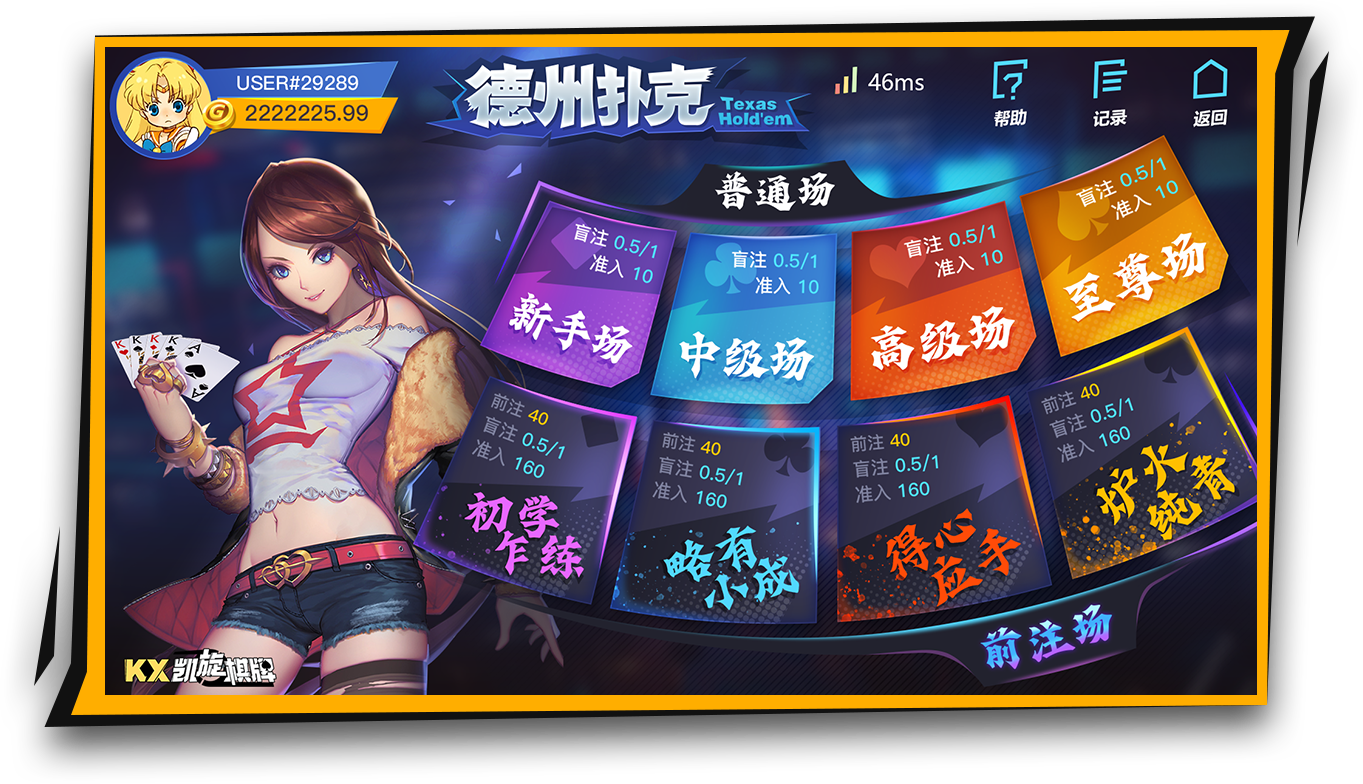 USER#29289
G
2222225.99
德州扑克
Texas
Hold'em
46ms
帮助
记录
返回
普通场
盲注 0.5/1
准入 10
新手场
盲注 0.5/1
准入 10
中级场
盲注 0.5/1
准入 10
高级场
盲注 0.5/1
准入 10
至尊场
前注 40
盲注 0.5/1
准入 160
初学
乍练
前注 40
盲注 0.5/1
准入 160
略有
小成
前注 40
盲注 0.5/1
准入 160
得心
应手
前注 40
盲注 0.5/1
准入 160
炉火
纯青
前注场
K
K
K
K
A
A
KX凯旋棋牌